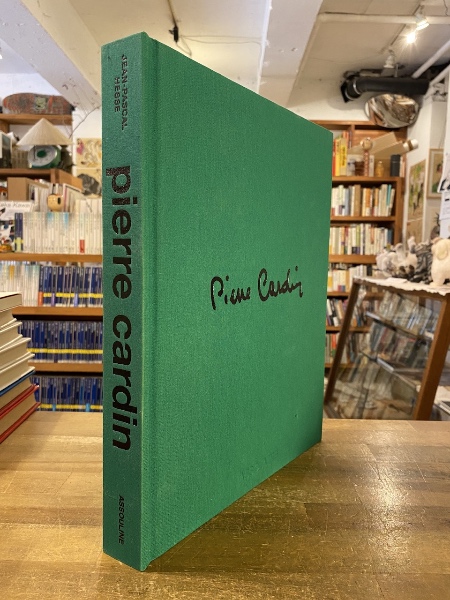 JEAN-PASCAL
HESSE
pierre cardin
ASSOULINE
Pierre Cardin